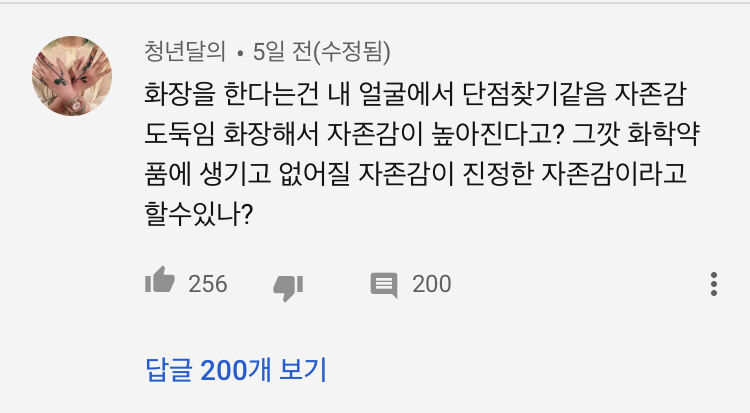 청년달의 • 5일 전(수정됨)
화장을 한다는건 내 얼굴에서 단점찾기같음 자존감
도둑임 화장해서 자존감이 높아진다고? 그깟 화학약
품에 생기고 없어질 자존감이 진정한 자존감이라고
할수있나?
256 200
답글 200개 보기